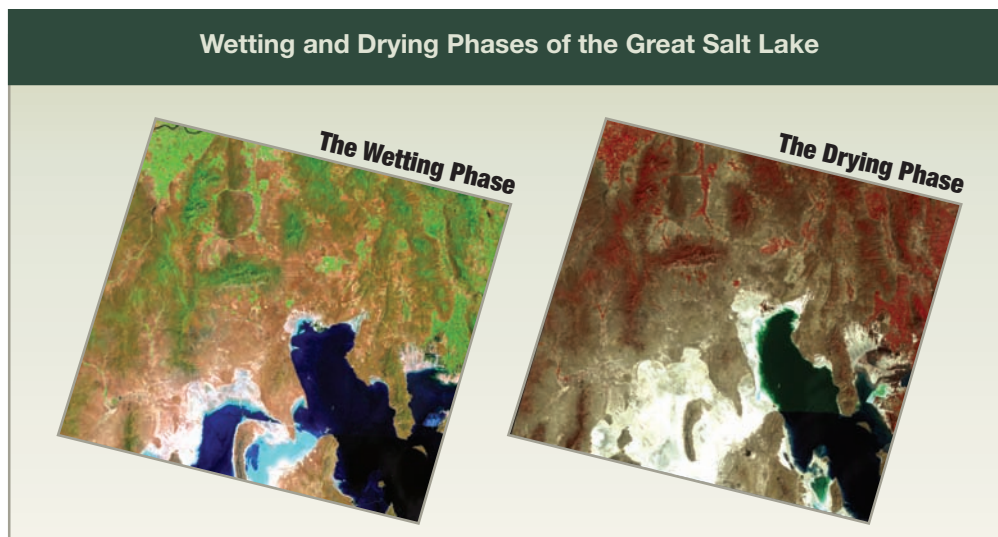 Wetting and Drying Phases of the Great Salt Lake
The Wetting Phase
The Drying Phase